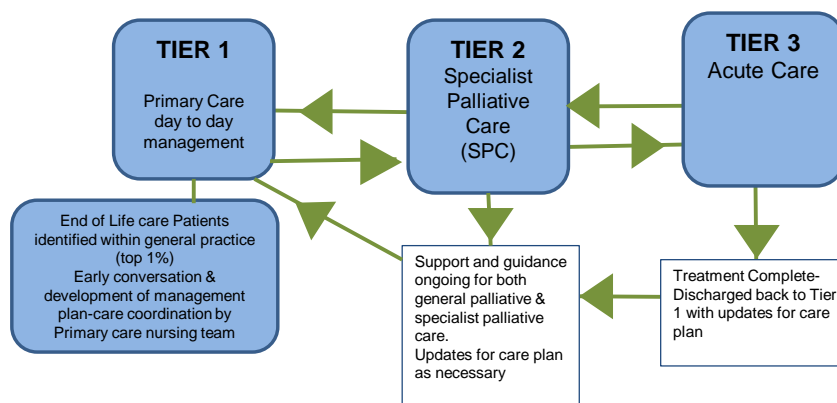 TIER 1
Primary Care
day to day
management
TIER 2
Specialist
Palliative
Care
(SPC)
TIER 3
Acute Care
End of Life care Patients
identified within general practice
(top 1%)
Early conversation &
development of management
plan-care coordination by
Primary care nursing team
Support and guidance
ongoing for both
general palliative &
specialist palliative
care.
Updates for care plan
as necessary
Treatment Complete-
Discharged back to Tier
1 with updates for care
plan